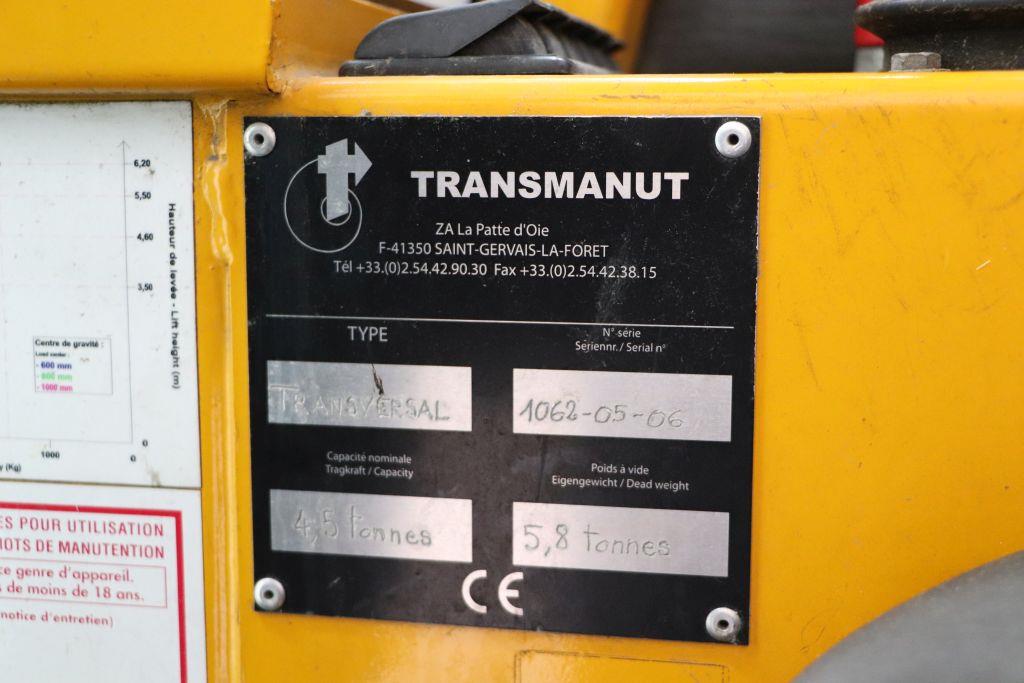 TRANSMANUT
ZA La Patte d'Oie
F-41350 SAINT-GERVAIS-LA-FORET
Tél +33.(0)2.54.42.90.30 Fax +33.(0)2.54.42.38.15
TYPE
N° série
Seriennr. / Serial n°
TRANSVERSAL
1062-05-06
Capacité nominale
Tragkraft / Capacity
Poids à vide
Eigengewicht / Dead weight
4,5 tonnes
5,8 tonnes
CE
6,20
5,50
4,60
3,50
Hauteur de levée - Lift height (m)
Centre de gravité :
Load center :
- 600 mm
- 800 mm
- 1000 mm
0
1000
0
(Kg)
POUR UTILISATION
DE MANUTENTION
ce genre d'appareil.
de moins de 18 ans.
notice d'entretien)